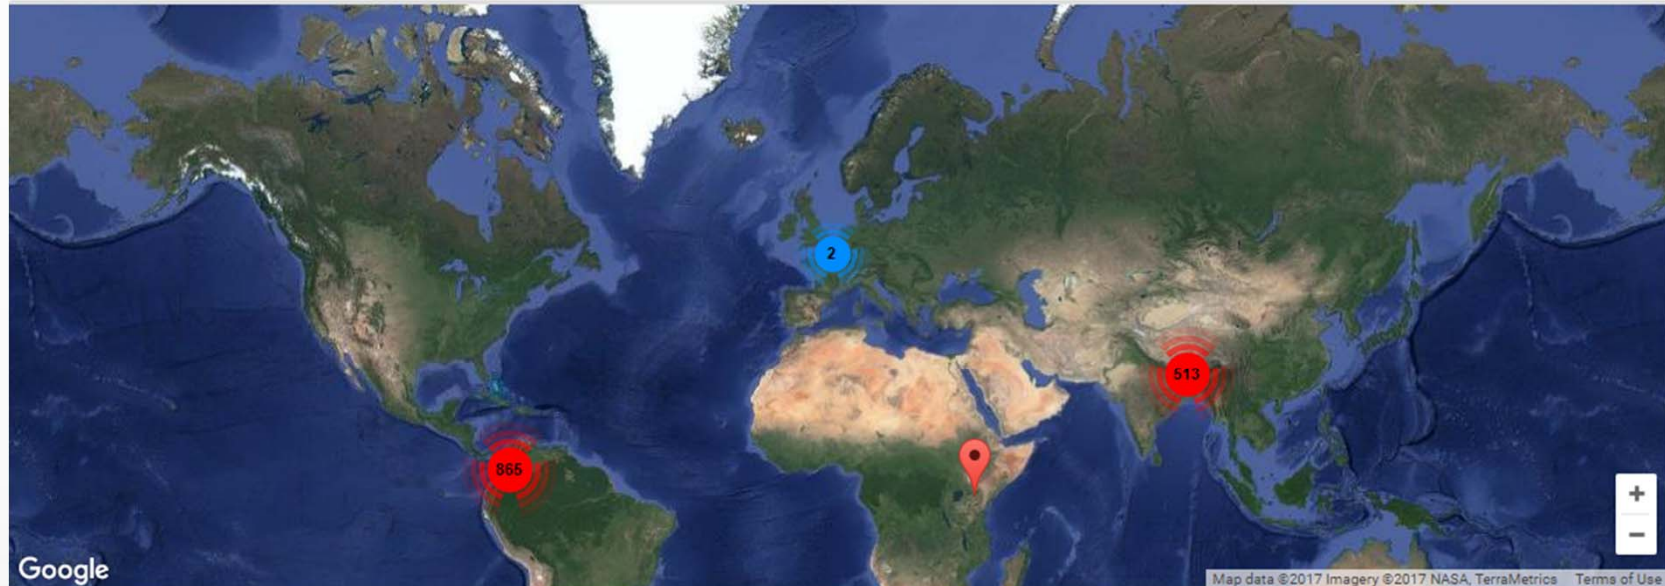 2
513
865
+
−
Google
Map data ©2017 Imagery ©2017 NASA, TerraMetrics Terms of Use